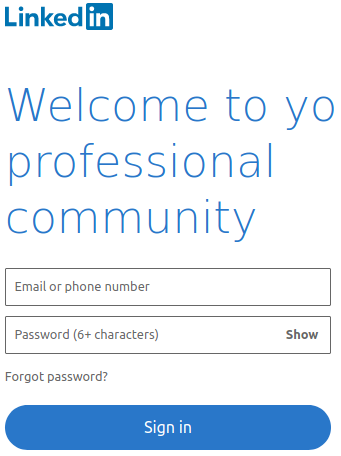 LinkedIn
Welcome to yo
professional
community
Email or phone number
Password (6+ characters) Show
Forgot password?
Sign in